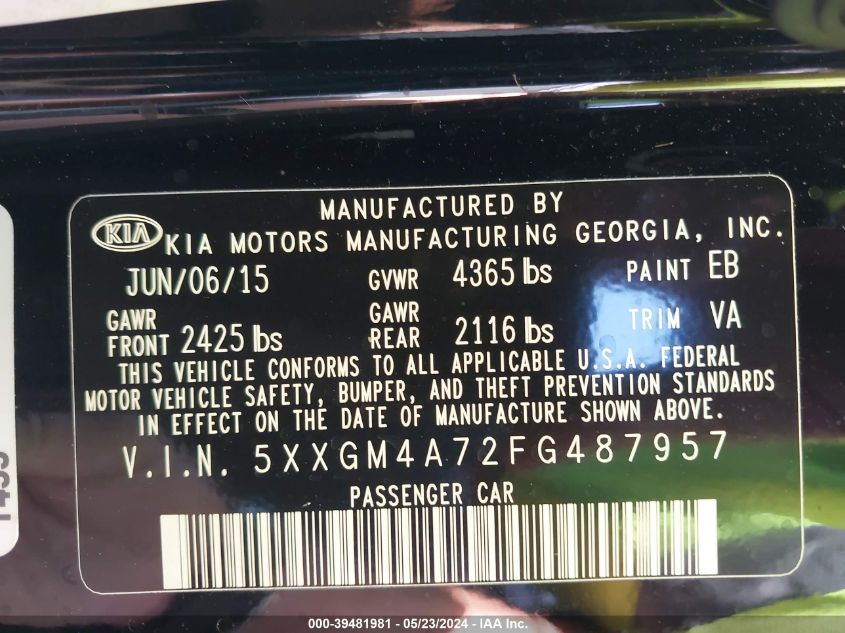 MANUFACTURED BY
KIA KIA MOTORS MANUFACTURING GEORGIA, INC.
JUN/06/15 GVWR 4365 lbs PAINT EB
GAWR FRONT 2425 lbs GAWR REAR 2116 lbs TRIM VA
THIS VEHICLE CONFORMS TO ALL APPLICABLE U.S.A. FEDERAL
MOTOR VEHICLE SAFETY, BUMPER, AND THEFT PREVENTION STANDARDS
IN EFFECT ON THE DATE OF MANUFACTURE SHOWN ABOVE.
V.I.N. 5XXGM4A72FG487957
PASSENGER CAR
000-39481981 - 05/23/2024 - IAA Inc.